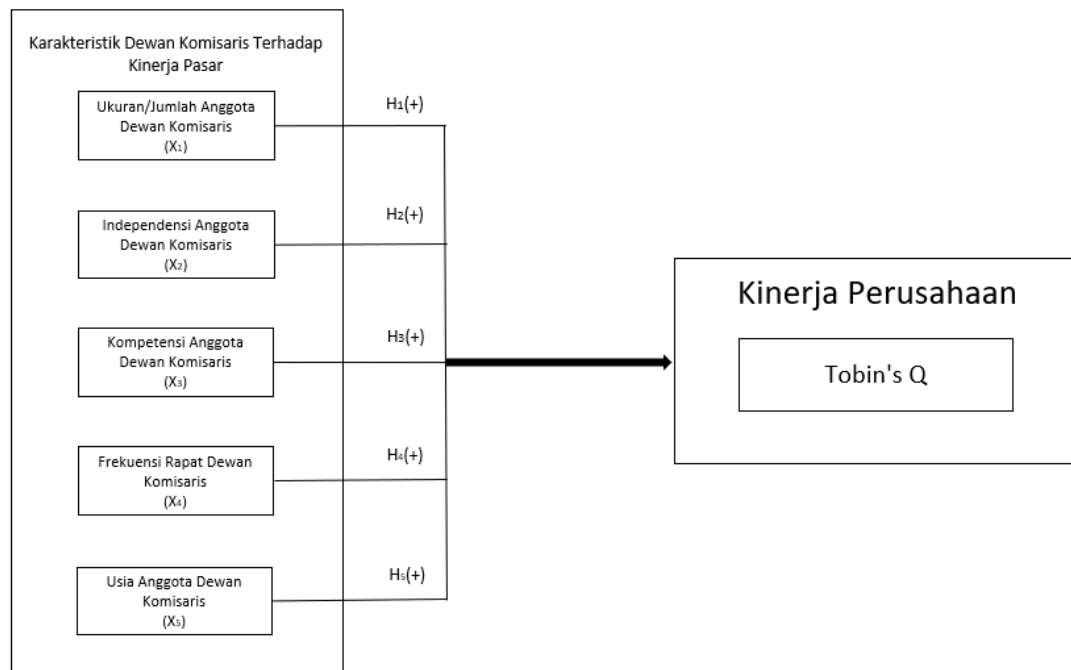 Karakteristik Dewan Komisaris Terhadap
Kinerja Pasar
Ukuran/Jumlah Anggota
Dewan Komisaris
(X₁)
H₁(+)
Independensi Anggota
Dewan Komisaris
(X₂)
H₂(+)
Kompetensi Anggota
Dewan Komisaris
(X₃)
H₃(+)
Frekuensi Rapat Dewan
Komisaris
(X₄)
H₄(+)
Usia Anggota Dewan
Komisaris
(X₅)
H₅(+)
Kinerja Perusahaan
Tobin's Q